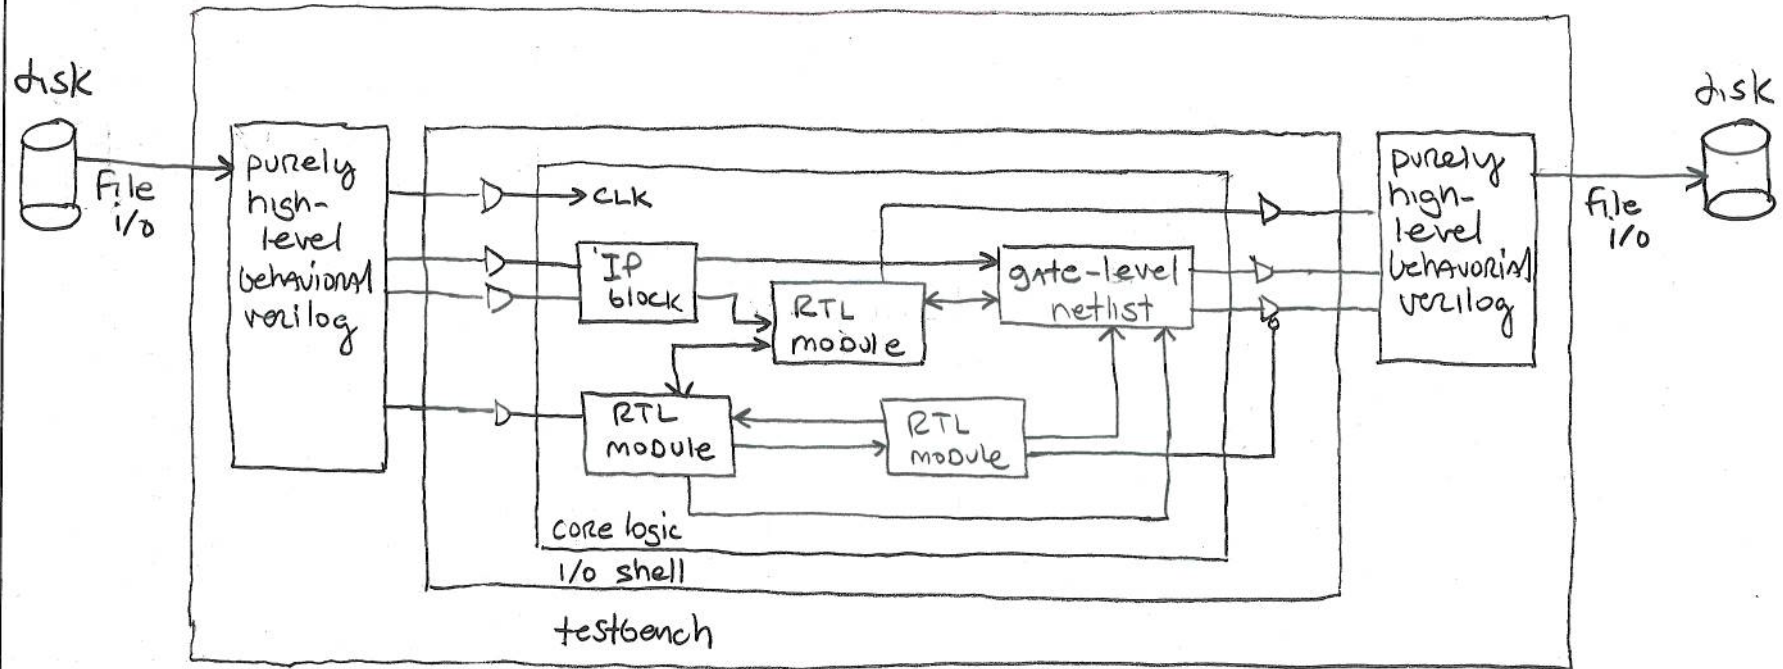 disk
File
i/o
purely
high-
level
behavioral
verilog
CLK
IP
block
RTL
module
gate-level
netlist
RTL
module
RTL
module
core logic
i/o shell
testbench
purely
high-
level
behavorial
verilog
disk
file
i/o